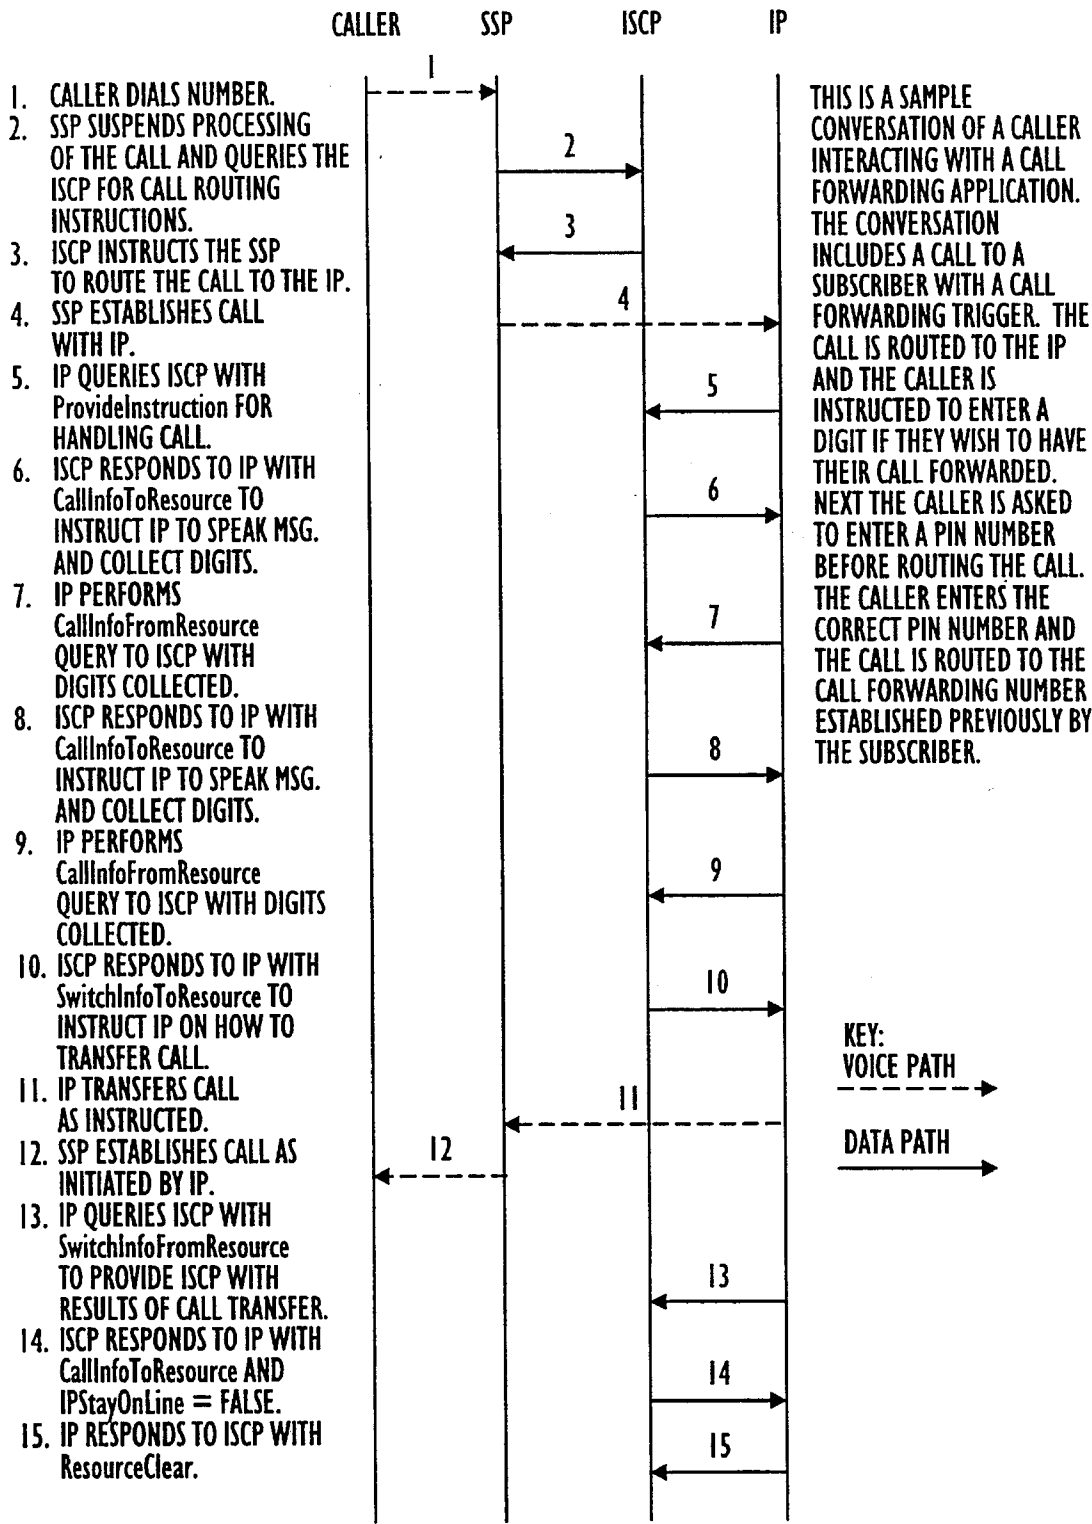 CALLER SSP ISCP IP
1. CALLER DIALS NUMBER.
2. SSP SUSPENDS PROCESSING
OF THE CALL AND QUERIES THE
ISCP FOR CALL ROUTING
INSTRUCTIONS.
3. ISCP INSTRUCTS THE SSP
TO ROUTE THE CALL TO THE IP.
4. SSP ESTABLISHES CALL
WITH IP.
5. IP QUERIES ISCP WITH
ProvideInstruction FOR
HANDLING CALL.
6. ISCP RESPONDS TO IP WITH
CallInfoToResource TO
INSTRUCT IP TO SPEAK MSG.
AND COLLECT DIGITS.
7. IP PERFORMS
CallInfoFromResource
QUERY TO ISCP WITH
DIGITS COLLECTED.
8. ISCP RESPONDS TO IP WITH
CallInfoToResource TO
INSTRUCT IP TO SPEAK MSG.
AND COLLECT DIGITS.
9. IP PERFORMS
CallInfoFromResource
QUERY TO ISCP WITH DIGITS
COLLECTED.
10. ISCP RESPONDS TO IP WITH
SwitchInfoToResource TO
INSTRUCT IP ON HOW TO
TRANSFER CALL.
11. IP TRANSFERS CALL
AS INSTRUCTED.
12. SSP ESTABLISHES CALL AS
INITIATED BY IP.
13. IP QUERIES ISCP WITH
SwitchInfoFromResource
TO PROVIDE ISCP WITH
RESULTS OF CALL TRANSFER.
14. ISCP RESPONDS TO IP WITH
CallInfoToResource AND
IPStayOnLine = FALSE.
15. IP RESPONDS TO ISCP WITH
ResourceClear.
1
2
3
4
5
6
7
8
9
10
11
12
13
14
15
THIS IS A SAMPLE
CONVERSATION OF A CALLER
INTERACTING WITH A CALL
FORWARDING APPLICATION.
THE CONVERSATION
INCLUDES A CALL TO A
SUBSCRIBER WITH A CALL
FORWARDING TRIGGER. THE
CALL IS ROUTED TO THE IP
AND THE CALLER IS
INSTRUCTED TO ENTER A
DIGIT IF THEY WISH TO HAVE
THEIR CALL FORWARDED.
NEXT THE CALLER IS ASKED
TO ENTER A PIN NUMBER
BEFORE ROUTING THE CALL.
THE CALLER ENTERS THE
CORRECT PIN NUMBER AND
THE CALL IS ROUTED TO THE
CALL FORWARDING NUMBER
ESTABLISHED PREVIOUSLY BY
THE SUBSCRIBER.
KEY:
VOICE PATH
DATA PATH